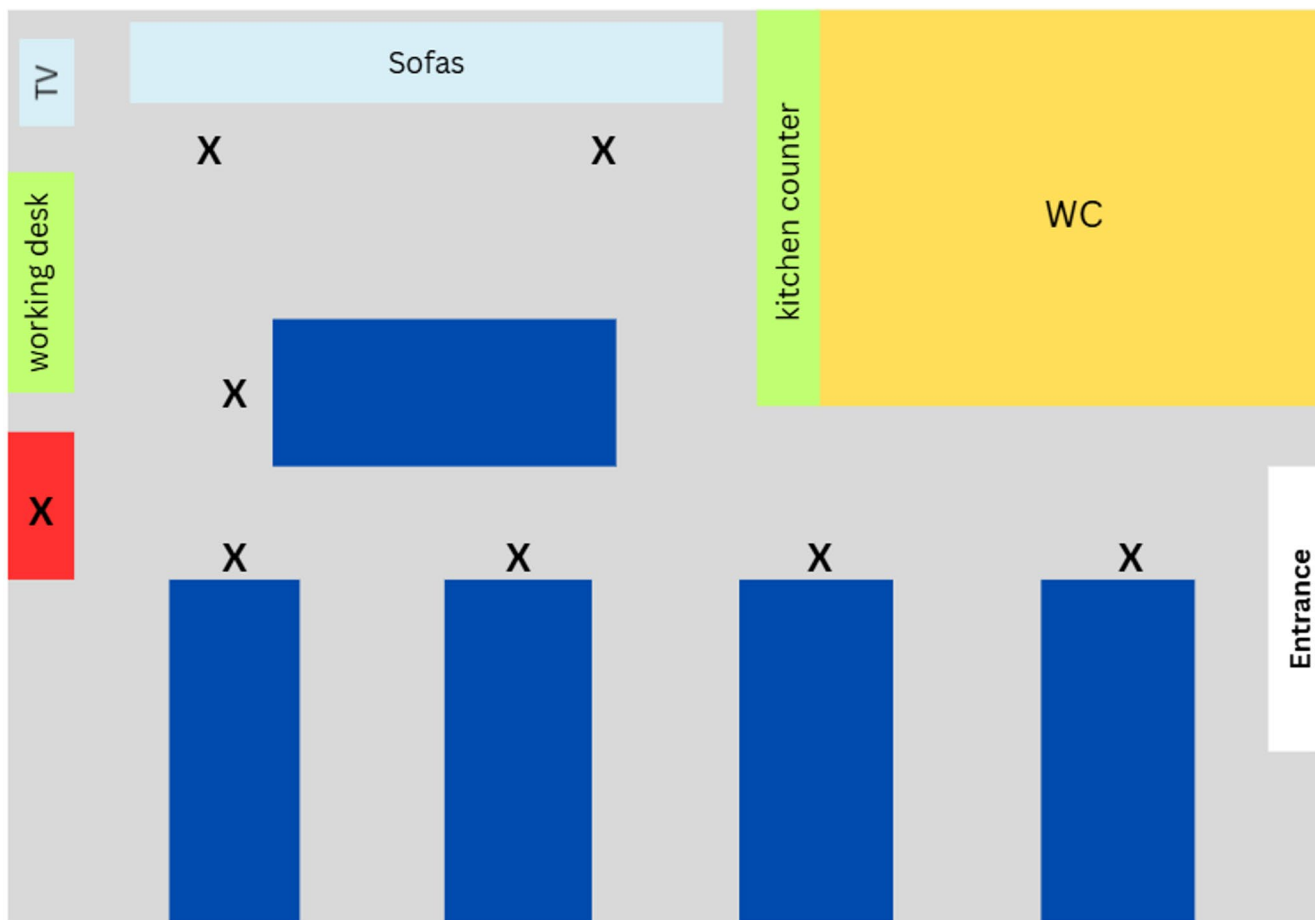 TV
Sofas
kitchen counter
WC
X
X
working desk
X
X
X
X
X
X
Entrance